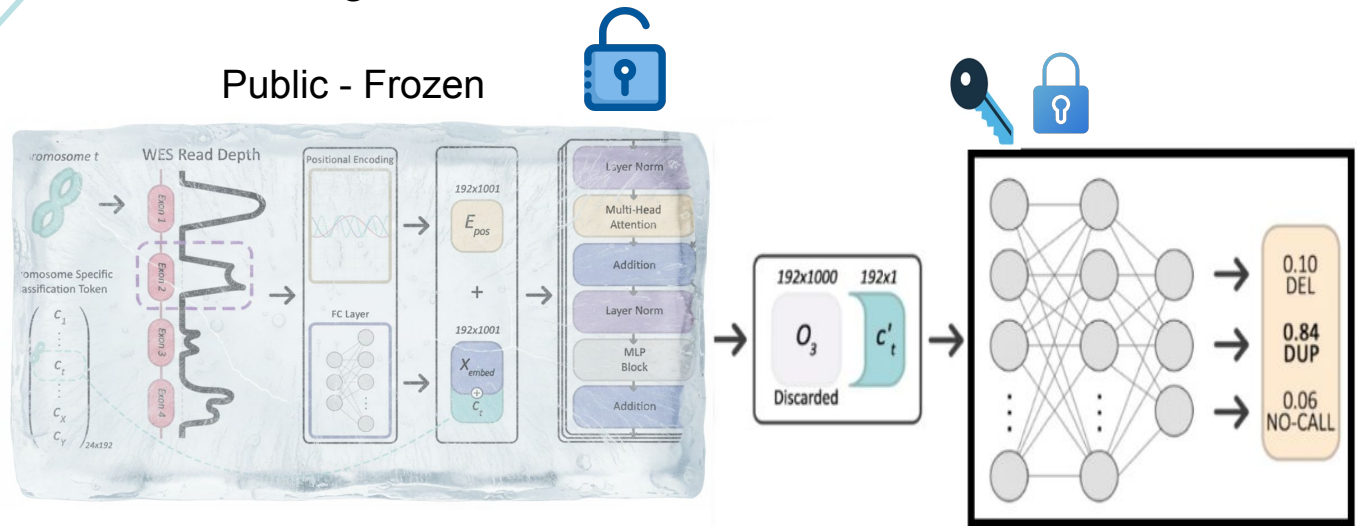 Public - Frozen
romosome t
WES Read Depth
omosome Specific
assification Token
C1
⋮
Ct
⋮
CX
CY
24x192
Exon 1
Exon 2
Exon 3
Exon 4
Positional Encoding
FC Layer
192x1001
Epos
+
192x1001
Xembed
+
Ct
Layer Norm
Multi-Head
Attention
Addition
Layer Norm
MLP
Block
Addition
192x1000 192x1
O3 c't
Discarded
0.10
DEL
0.84
DUP
0.06
NO-CALL